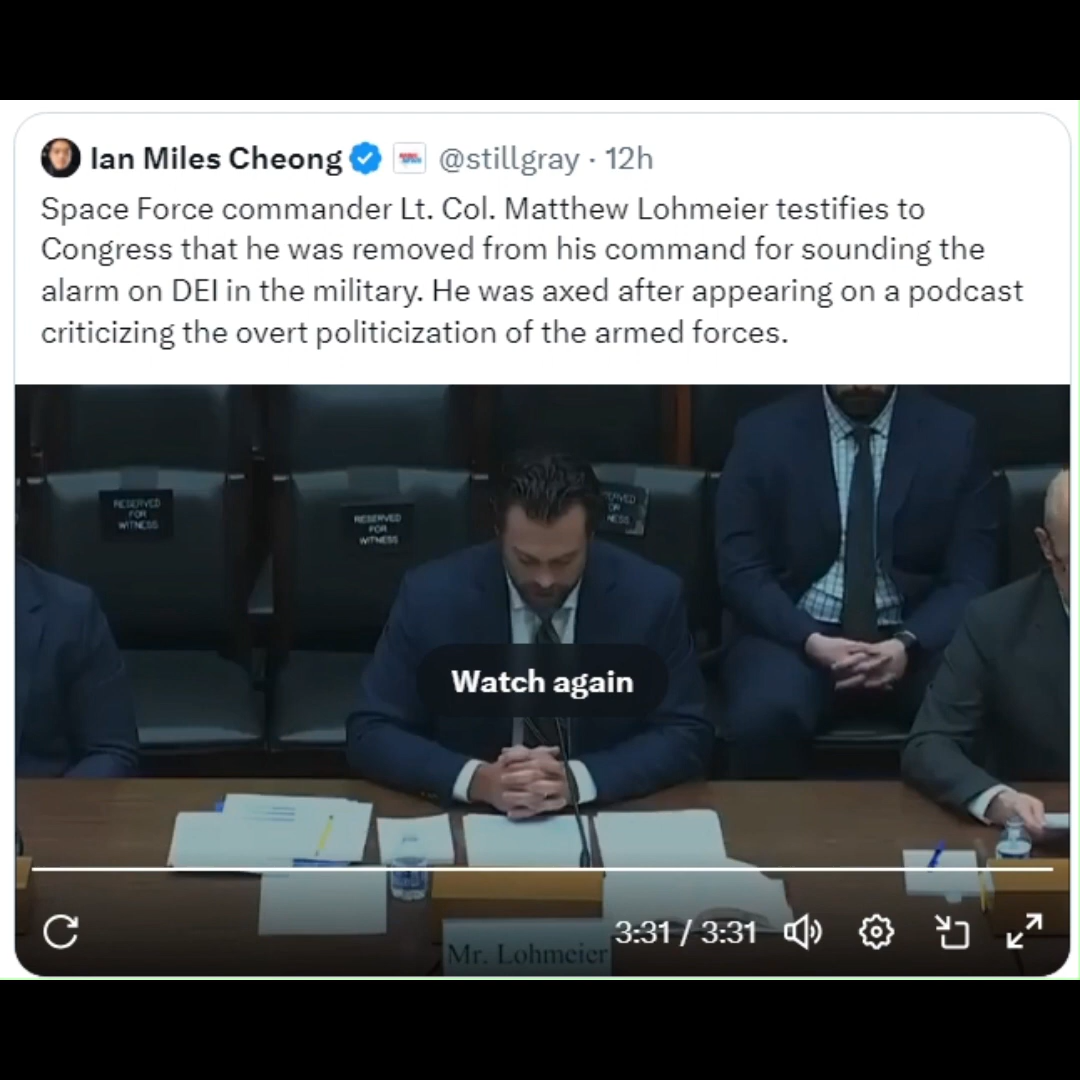 Ian Miles Cheong @stillgray · 12h
Space Force commander Lt. Col. Matthew Lohmeier testifies to
Congress that he was removed from his command for sounding the
alarm on DEI in the military. He was axed after appearing on a podcast
criticizing the overt politicization of the armed forces.
RESERVED
FOR
WITNESS
RESERVED
FOR
WITNESS
Watch again
3:31 / 3:31
Mr. Lohmeier